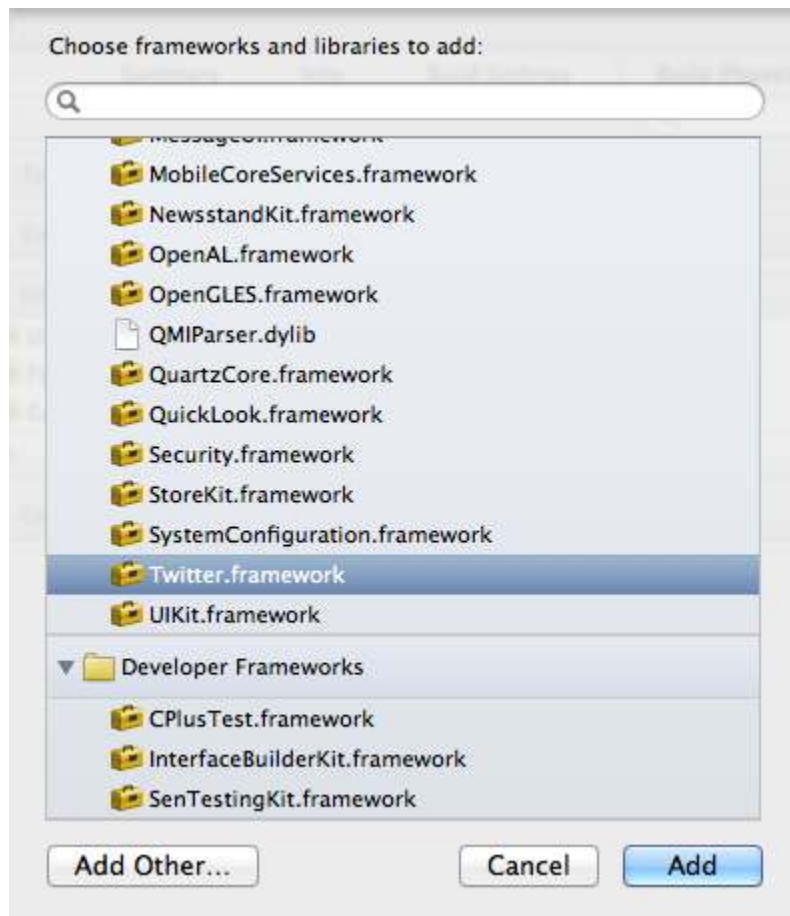 Choose frameworks and libraries to add:
MessageUI.framework
MobileCoreServices.framework
NewsstandKit.framework
OpenAL.framework
OpenGLES.framework
QMIParser.dylib
QuartzCore.framework
QuickLook.framework
Security.framework
StoreKit.framework
SystemConfiguration.framework
Twitter.framework
UIKit.framework
Developer Frameworks
CPlusTest.framework
InterfaceBuilderKit.framework
SenTestingKit.framework
Add Other...
Cancel
Add